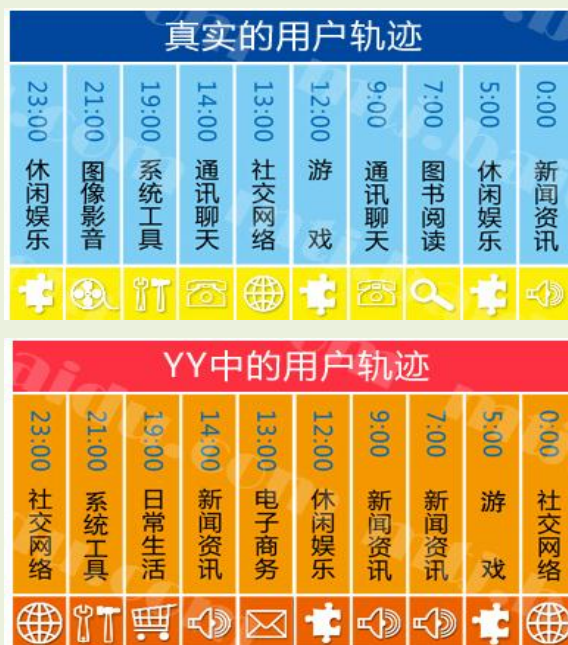 真实的用户轨迹
23:00 休闲娱乐
21:00 图像影音
19:00 系统工具
14:00 通讯聊天
13:00 社交网络
12:00 游 戏
9:00 通讯聊天
7:00 图书阅读
5:00 休闲娱乐
0:00 新闻资讯
YY中的用户轨迹
23:00 社交网络
21:00 系统工具
19:00 日常生活
14:00 新闻资讯
13:00 电子商务
12:00 休闲娱乐
9:00 新闻资讯
7:00 新闻资讯
5:00 游 戏
0:00 社交网络